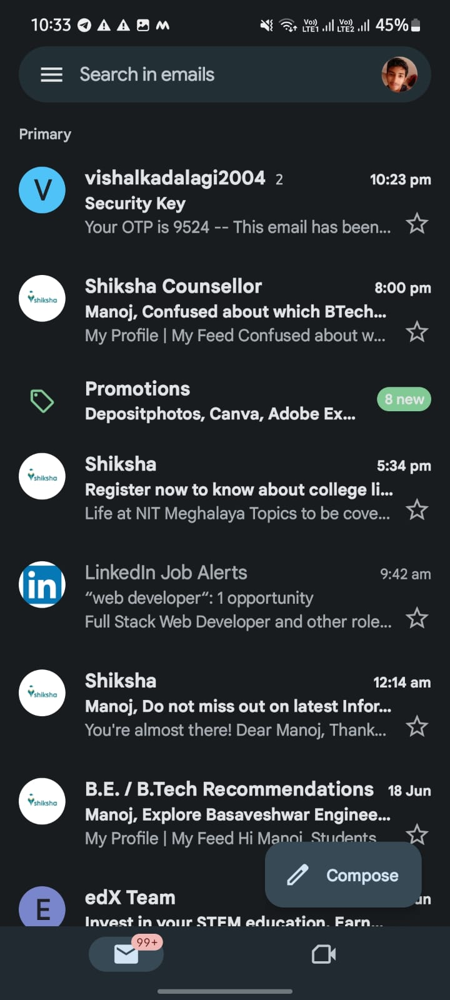 10:33 Vo)) LTE1 Vo)) LTE2 45%
Search in emails
Primary
V
vishalkadalagi2004 2 10:23 pm
Security Key
Your OTP is 9524 -- This email has been...
shiksha
Shiksha Counsellor 8:00 pm
Manoj, Confused about which BTech...
My Profile | My Feed Confused about w...
Promotions
8 new
Depositphotos, Canva, Adobe Ex...
shiksha
Shiksha 5:34 pm
Register now to know about college li...
Life at NIT Meghalaya Topics to be cove...
in
LinkedIn Job Alerts 9:42 am
“web developer“: 1 opportunity
Full Stack Web Developer and other role...
shiksha
Shiksha 12:14 am
Manoj, Do not miss out on latest Infor...
You're almost there! Dear Manoj, Thank...
shiksha
B.E. / B.Tech Recommendations 18 Jun
Manoj, Explore Basaveshwar Enginee...
My Profile | My Feed Hi Manoj, Students
Compose
E
edX Team
Invest in your STEM education. Earn...
99+